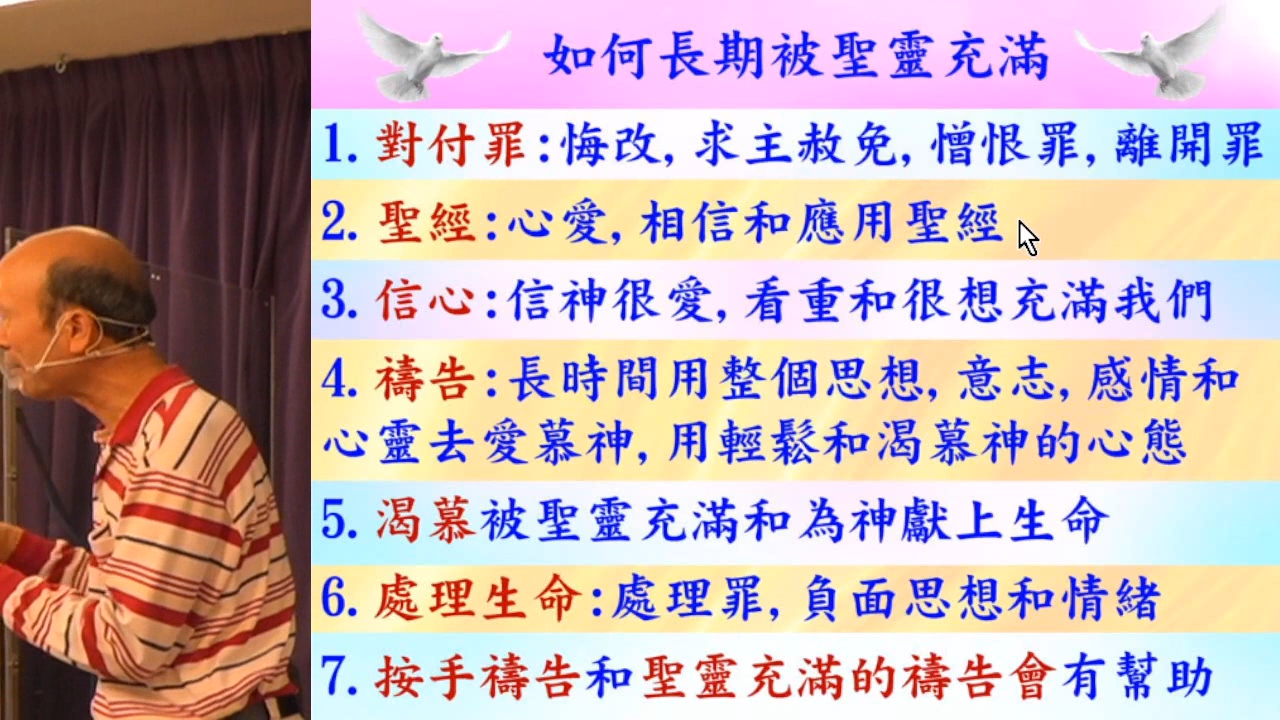 如何長期被聖靈充滿
1. 對付罪:悔改, 求主赦免, 憎恨罪, 離開罪
2. 聖經:心愛, 相信和應用聖經
3. 信心:信神很愛, 看重和很想充滿我們
4. 禱告:長時間用整個思想, 意志, 感情和
心靈去愛慕神, 用輕鬆和渴慕神的心態
5. 渴慕被聖靈充滿和為神獻上生命
6. 處理生命:處理罪, 負面思想和情緒
7. 按手禱告和聖靈充滿的禱告會有幫助